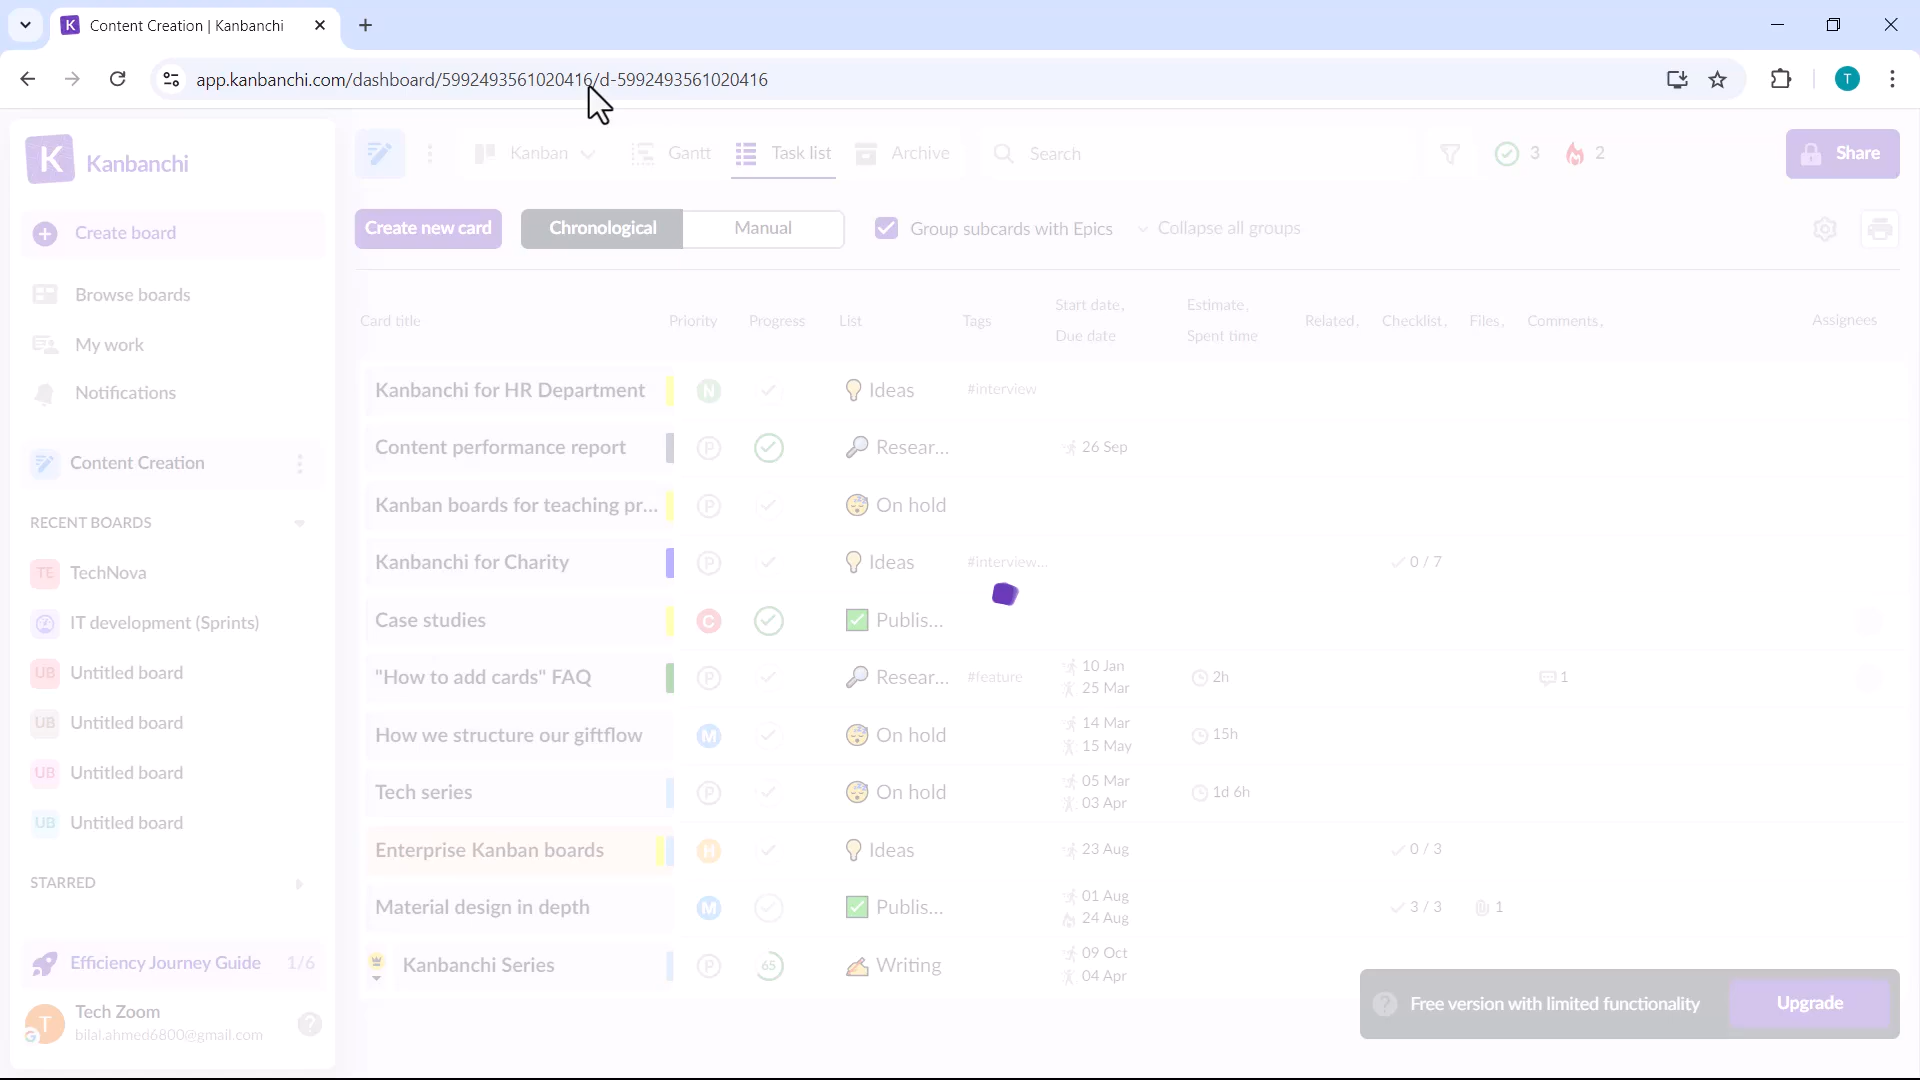 Content Creation | Kanbanchi
app.kanbanchi.com/dashboard/5992493561020416/d-5992493561020416
T
K Kanbanchi
Create board
Browse boards
My work
Notifications
Content Creation
RECENT BOARDS
TE TechNova
IT development (Sprints)
UB Untitled board
UB Untitled board
UB Untitled board
UB Untitled board
STARRED
Efficiency Journey Guide 1/6
T Tech Zoom
bilal.ahmed6800@gmail.com
Kanban Gantt Task list Archive Search 3 2 Share
Create new card Chronological Manual Group subcards with Epics Collapse all groups
Card title Priority Progress List Tags Start date, Due date Estimate, Spent time Related, Checklist, Files, Comments, Assignees
Kanbanchi for HR Department N Ideas #interview
Content performance report P Resear... 26 Sep
Kanban boards for teaching pr... P On hold
Kanbanchi for Charity P Ideas #interview... 0 / 7
Case studies C Publis...
"How to add cards" FAQ P Resear... #feature 10 Jan 25 Mar 2h 1
How we structure our giftflow M On hold 14 Mar 15 May 15h
Tech series P On hold 05 Mar 03 Apr 1d 6h
Enterprise Kanban boards H Ideas 23 Aug 0 / 3
Material design in depth M Publis... 01 Aug 24 Aug 3 / 3 1
Kanbanchi Series P 65 Writing 09 Oct 04 Apr
Free version with limited functionality Upgrade